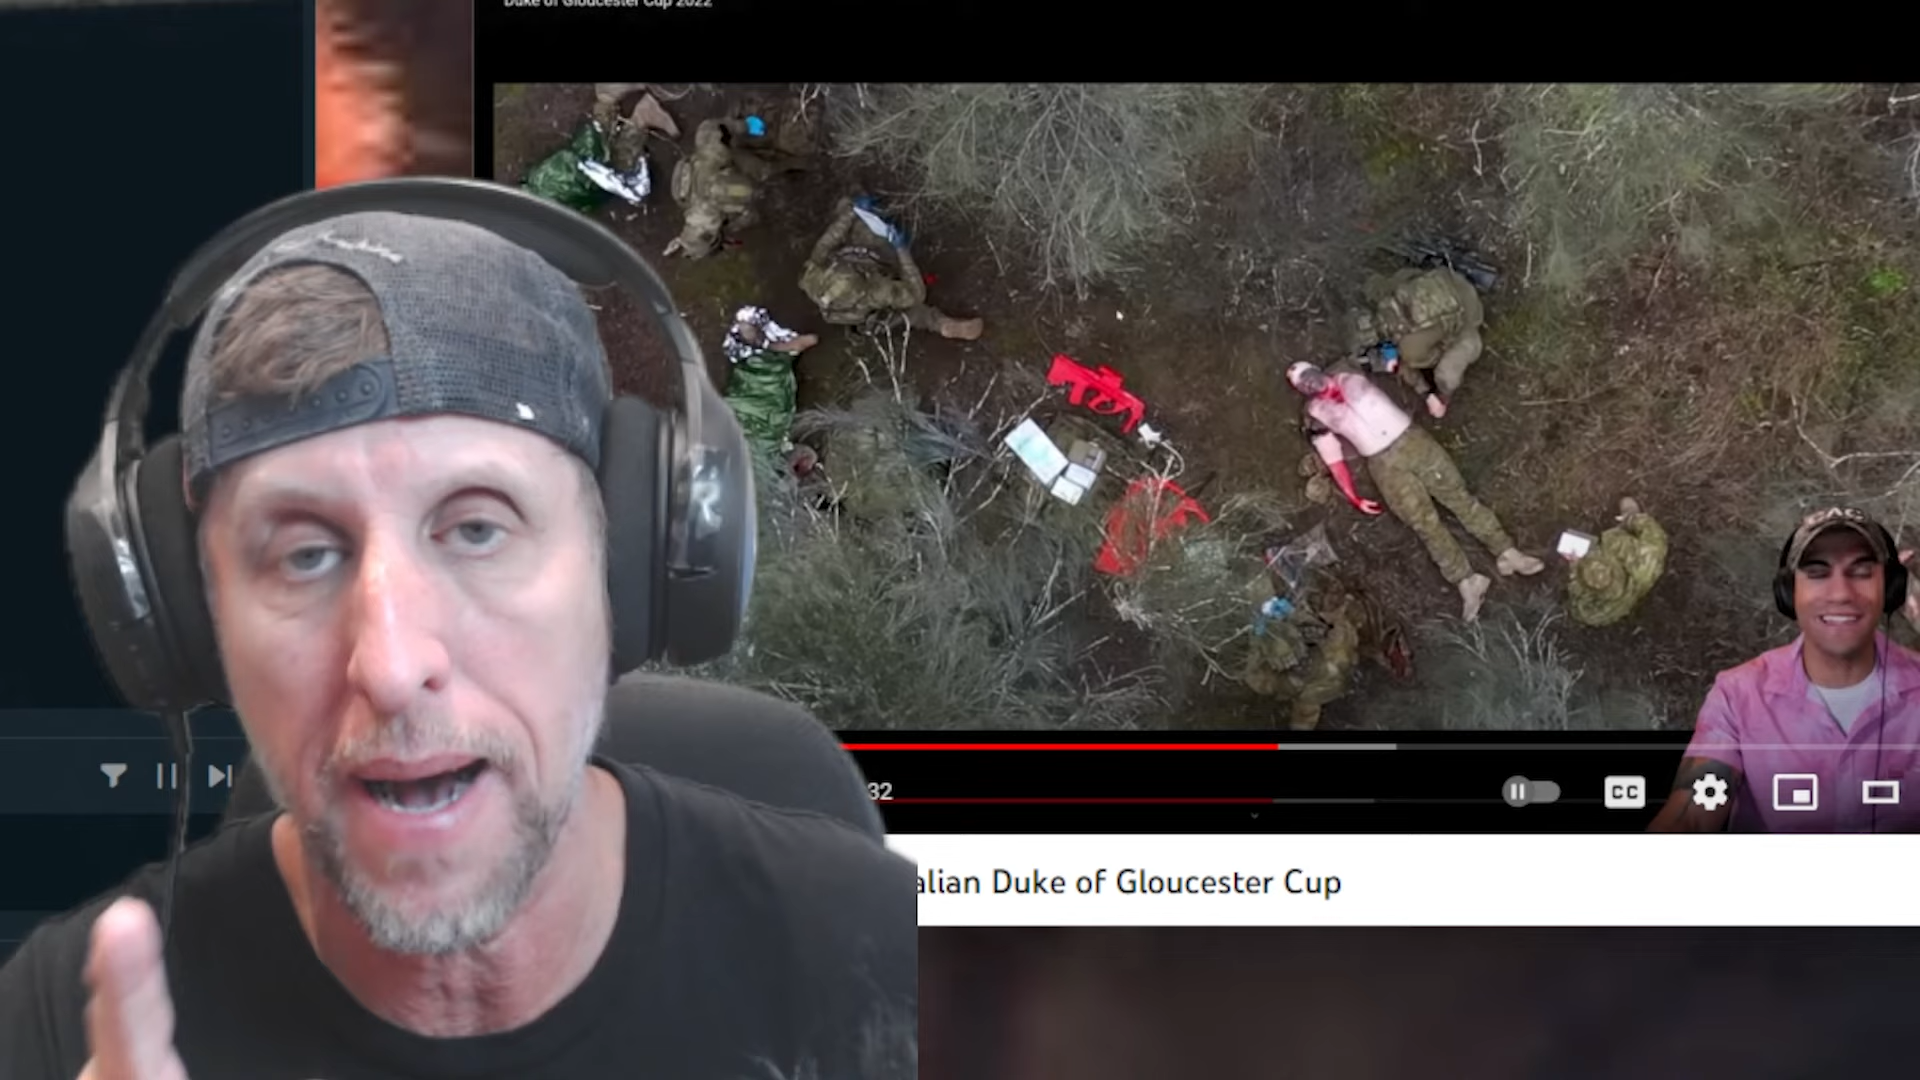 Duke of Gloucester Cup 2022
32
CC
alian Duke of Gloucester Cup